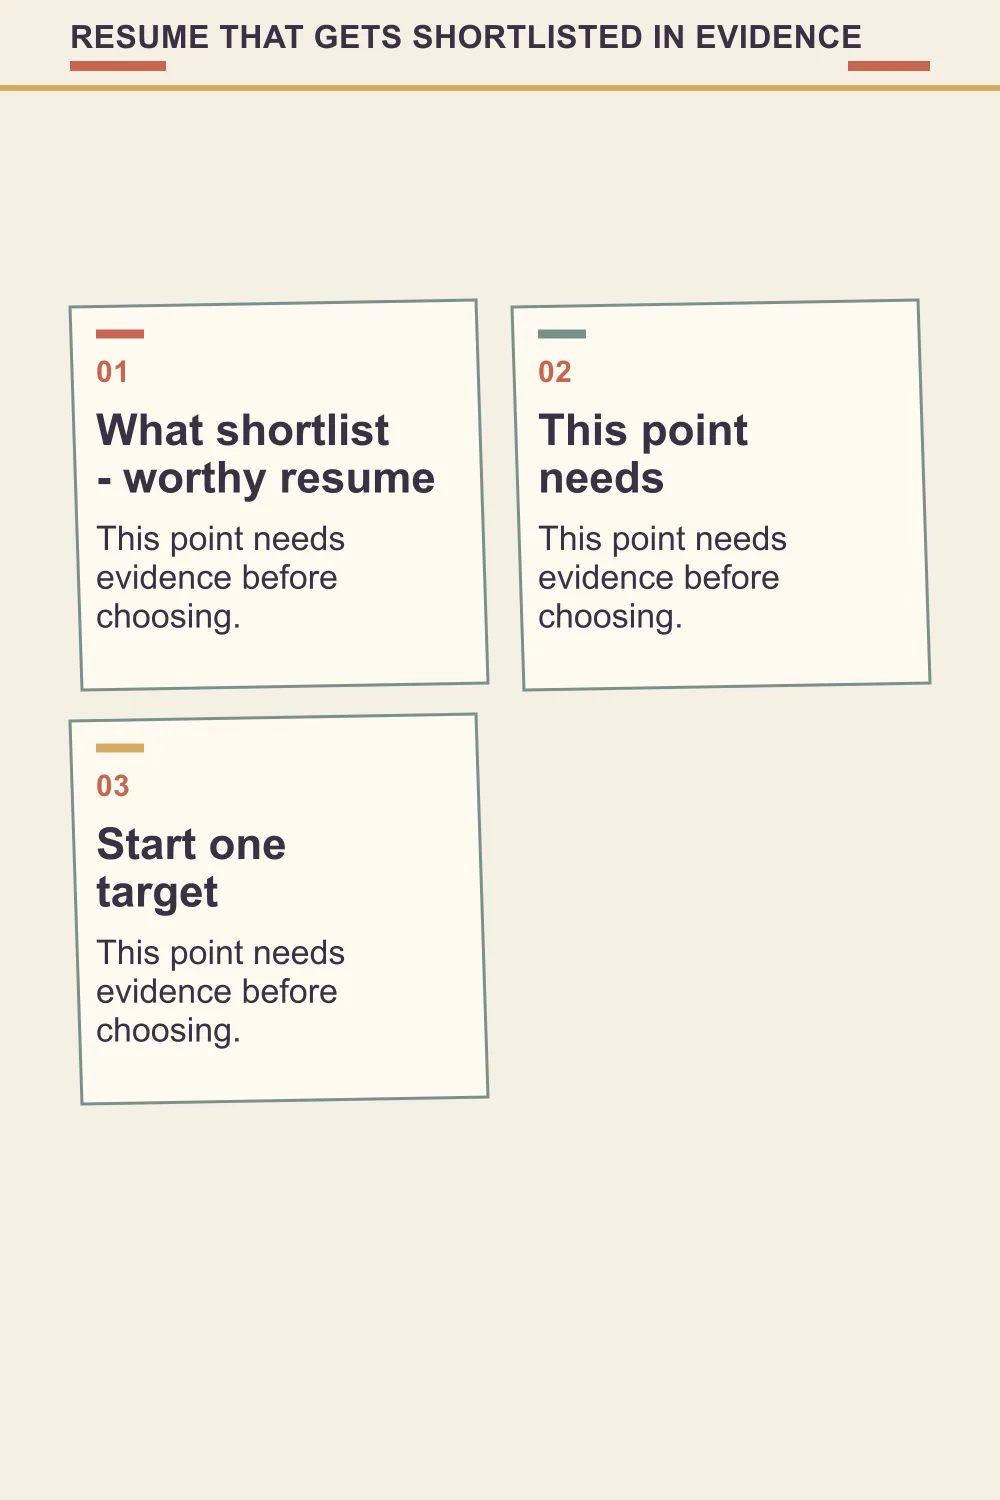 RESUME THAT GETS SHORTLISTED IN EVIDENCE
01
What shortlist
- worthy resume
This point needs
evidence before
choosing.
02
This point
needs
This point needs
evidence before
choosing.
03
Start one
target
This point needs
evidence before
choosing.